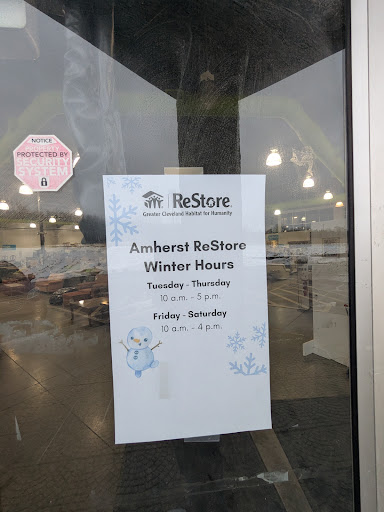 NOTICE
PROPERTY
PROTECTED BY
SECURITY
SYSTEM
ReStore
Greater Cleveland Habitat for Humanity
Amherst ReStore
Winter Hours
Tuesday - Thursday
10 a.m. - 5 p.m.
Friday - Saturday
10 a.m. - 4 p.m.